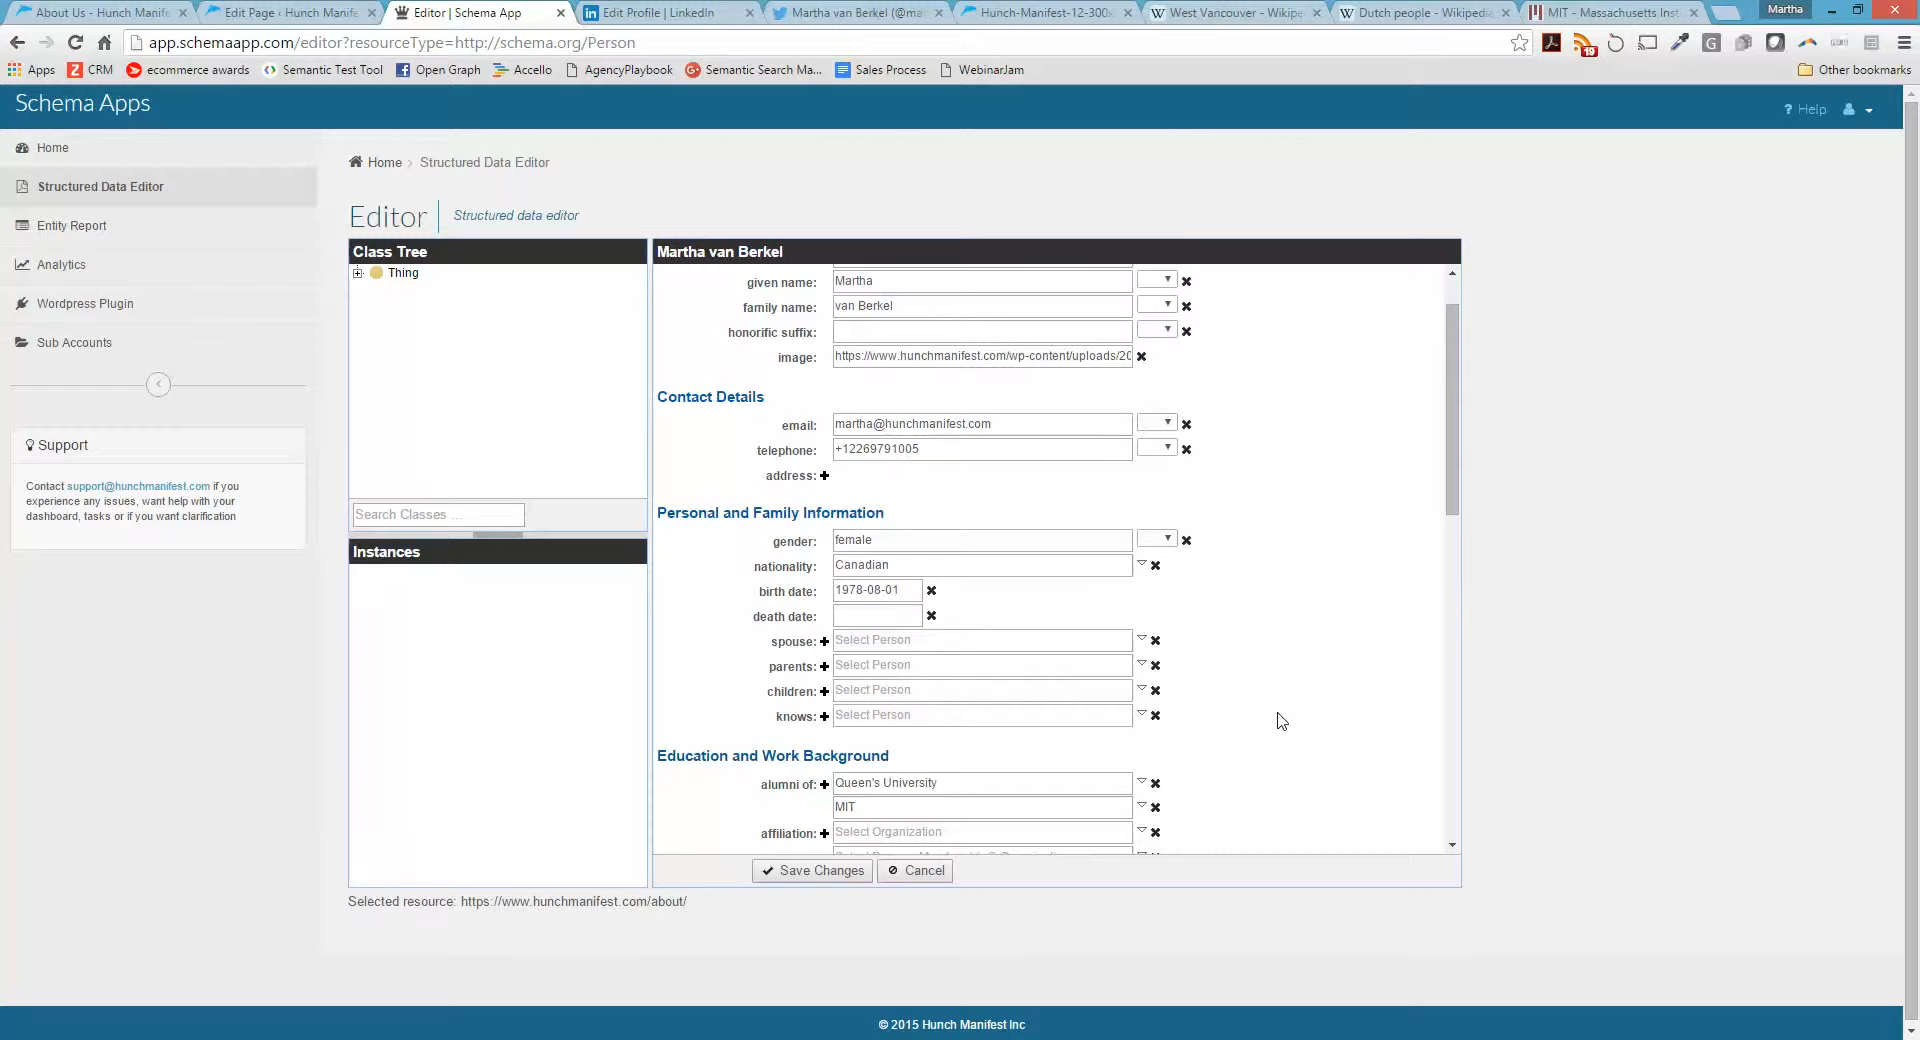 About Us - Hunch Manife
Edit Page ‹ Hunch Manife
Editor | Schema App
Edit Profile | LinkedIn
Martha van Berkel (@ma
Hunch-Manifest-12-300x
West Vancouver - Wikipe
Dutch people - Wikipedi
MIT - Massachusetts Inst
Martha
app.schemaapp.com/editor?resourceType=http://schema.org/Person
19
Apps
CRM
ecommerce awards
Semantic Test Tool
Open Graph
Accello
AgencyPlaybook
Semantic Search Ma...
Sales Process
WebinarJam
Other bookmarks
Schema Apps
? Help
Home
Structured Data Editor
Entity Report
Analytics
Wordpress Plugin
Sub Accounts
Support
Contact support@hunchmanifest.com if you
experience any issues, want help with your
dashboard, tasks or if you want clarification
Home › Structured Data Editor
Editor
Structured data editor
Class Tree
Thing
Search Classes ...
Instances
Martha van Berkel
given name: Martha
family name: van Berkel
honorific suffix:
image: https://www.hunchmanifest.com/wp-content/uploads/20
Contact Details
email: martha@hunchmanifest.com
telephone: +12269791005
address:
Personal and Family Information
gender: female
nationality: Canadian
birth date: 1978-08-01
death date:
spouse: Select Person
parents: Select Person
children: Select Person
knows: Select Person
Education and Work Background
alumni of: Queen's University
MIT
affiliation: Select Organization
Save Changes
Cancel
Selected resource: https://www.hunchmanifest.com/about/
© 2015 Hunch Manifest Inc